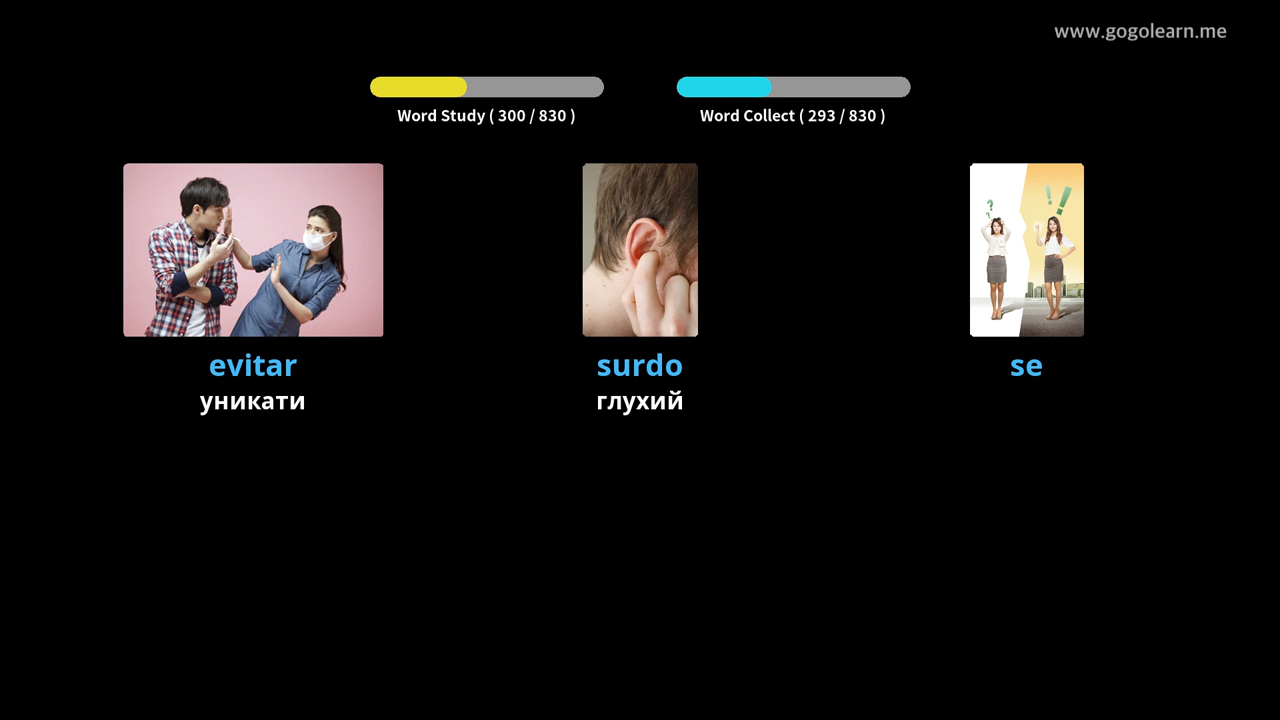 www.gogolearn.me
Word Study ( 300 / 830 )
Word Collect ( 293 / 830 )
evitar
surdo
se
уникати
глухий